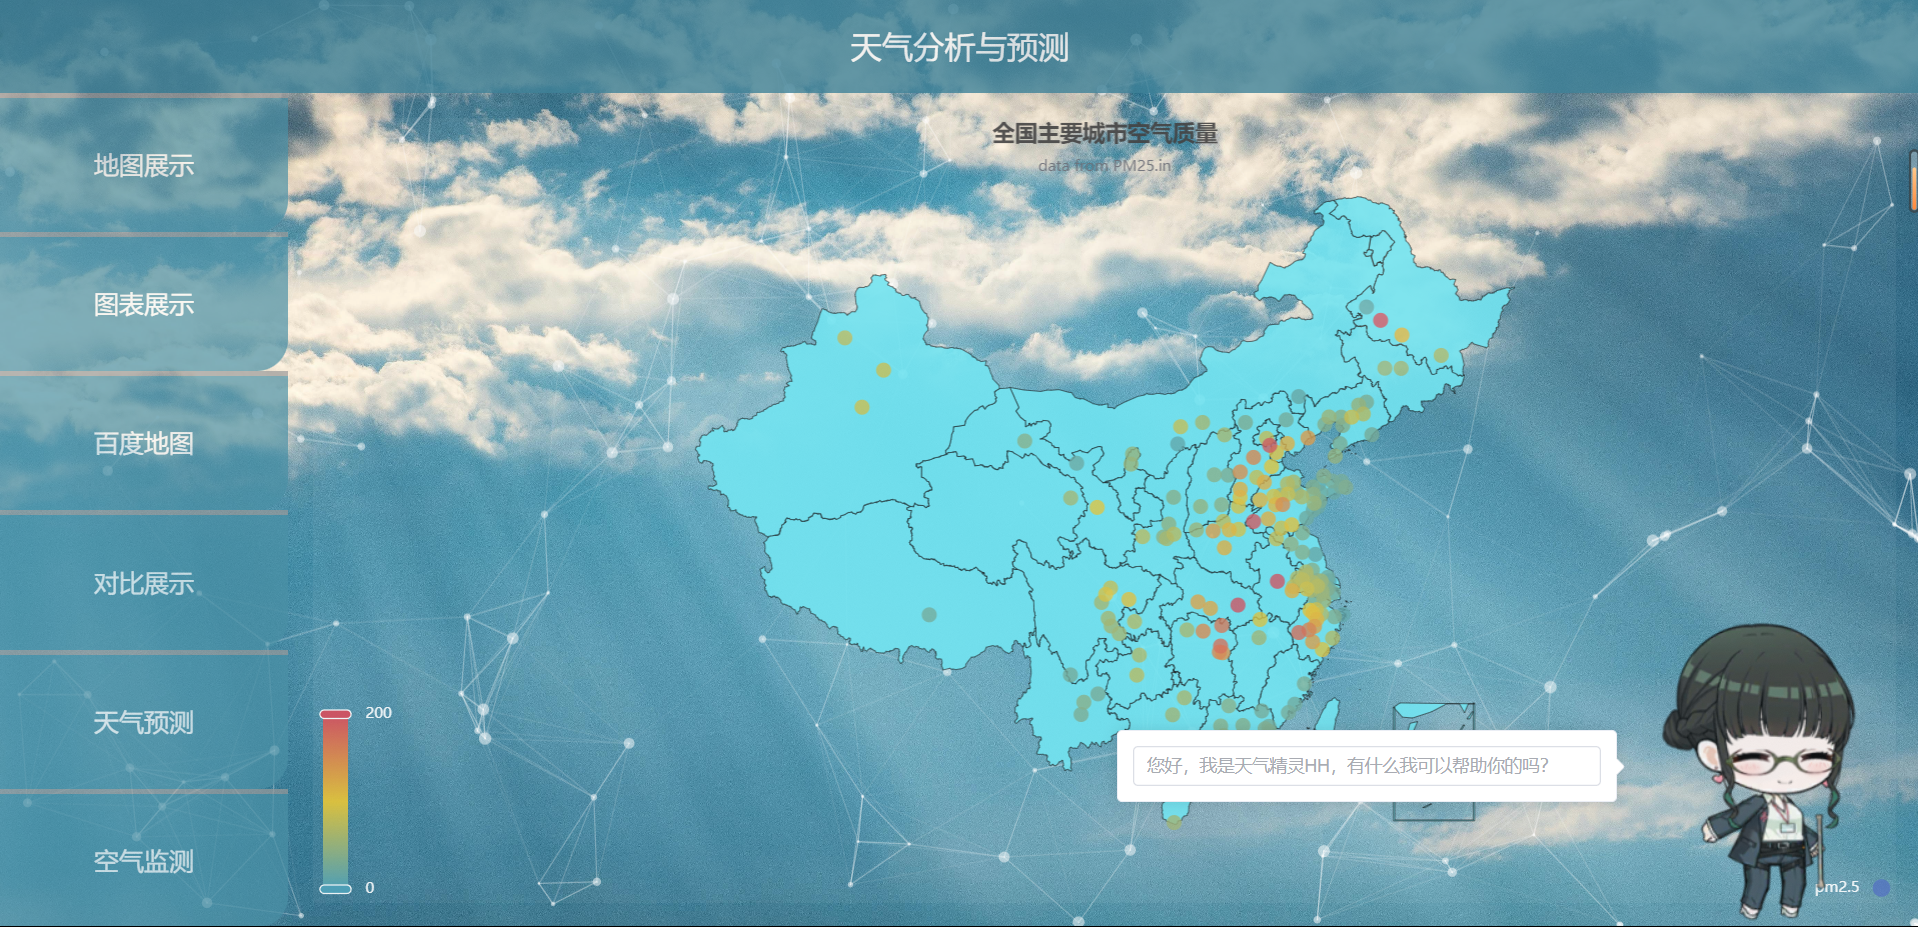 天气分析与预测
地图展示
图表展示
百度地图
对比展示
天气预测
空气监测
全国主要城市空气质量
data from PM25.in
200
0
您好，我是天气精灵HH，有什么我可以帮助你的吗?
pm2.5